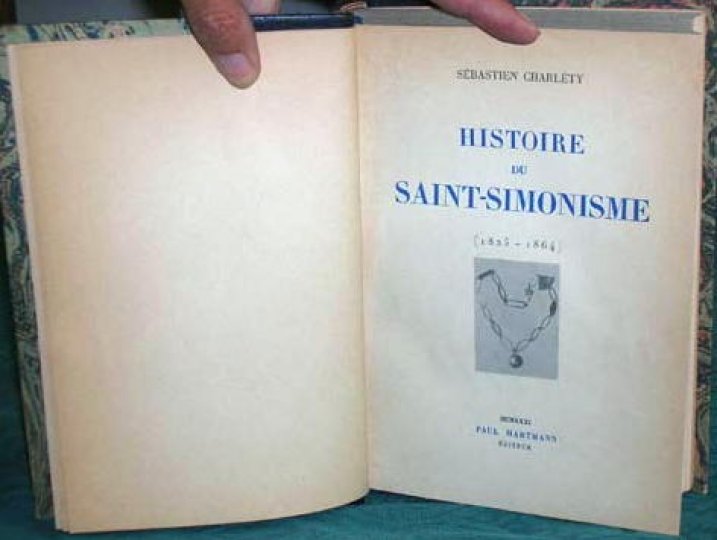 SÉBASTIEN CHARLÉTY
HISTOIRE
DU
SAINT-SIMONISME
(1825-1864)
MCMXXXI
PAUL HARTMANN
ÉDITEUR